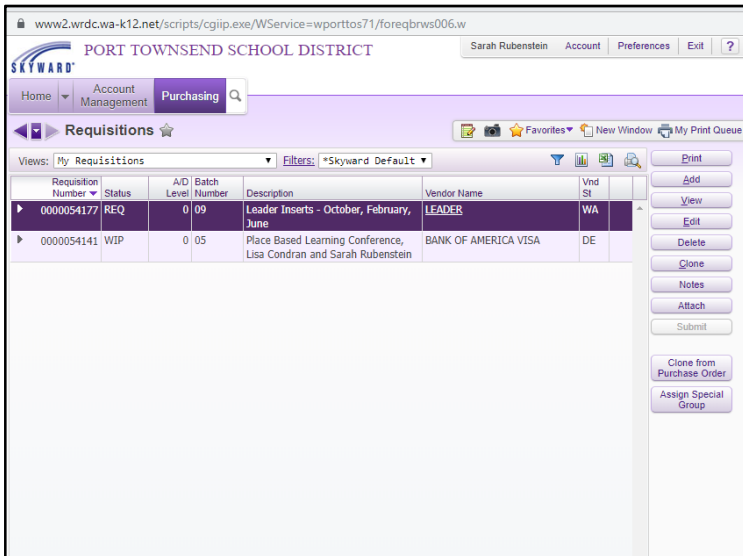 www2.wrdc.wa-k12.net/scripts/cgiip.exe/WService=wporttos71/foreqbrws006.w
SKYWARD®
PORT TOWNSEND SCHOOL DISTRICT
Sarah Rubenstein Account Preferences Exit ?
Home Account Management Purchasing
Requisitions
Favorites New Window My Print Queue
Views: My Requisitions Filters: *Skyward Default
Requisition Number Status A/D Level Batch Number Description Vendor Name Vnd St
0000054177 REQ 0 09 Leader Inserts - October, February, LEADER WA
June
0000054141 WIP 0 05 Place Based Learning Conference, BANK OF AMERICA VISA DE
Lisa Condran and Sarah Rubenstein
Print
Add
View
Edit
Delete
Clone
Notes
Attach
Submit
Clone from
Purchase Order
Assign Special
Group